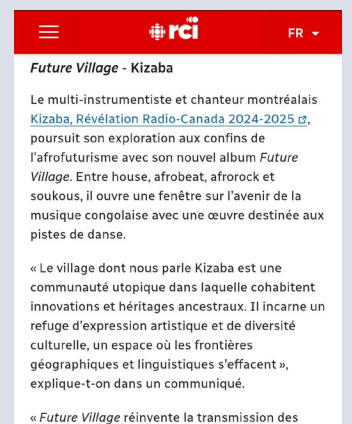 rci
FR
Future Village - Kizaba
Le multi-instrumentiste et chanteur montréalais
Kizaba, Révélation Radio-Canada 2024-2025,
poursuit son exploration aux confins de
l'afrofuturisme avec son nouvel album Future
Village. Entre house, afrobeat, afrorock et
soukous, il ouvre une fenêtre sur l'avenir de la
musique congolaise avec une œuvre destinée aux
pistes de danse.
« Le village dont nous parle Kizaba est une
communauté utopique dans laquelle cohabitent
innovations et héritages ancestraux. Il incarne un
refuge d'expression artistique et de diversité
culturelle, un espace où les frontières
géographiques et linguistiques s'effacent »,
explique-t-on dans un communiqué.
« Future Village réinvente la transmission des